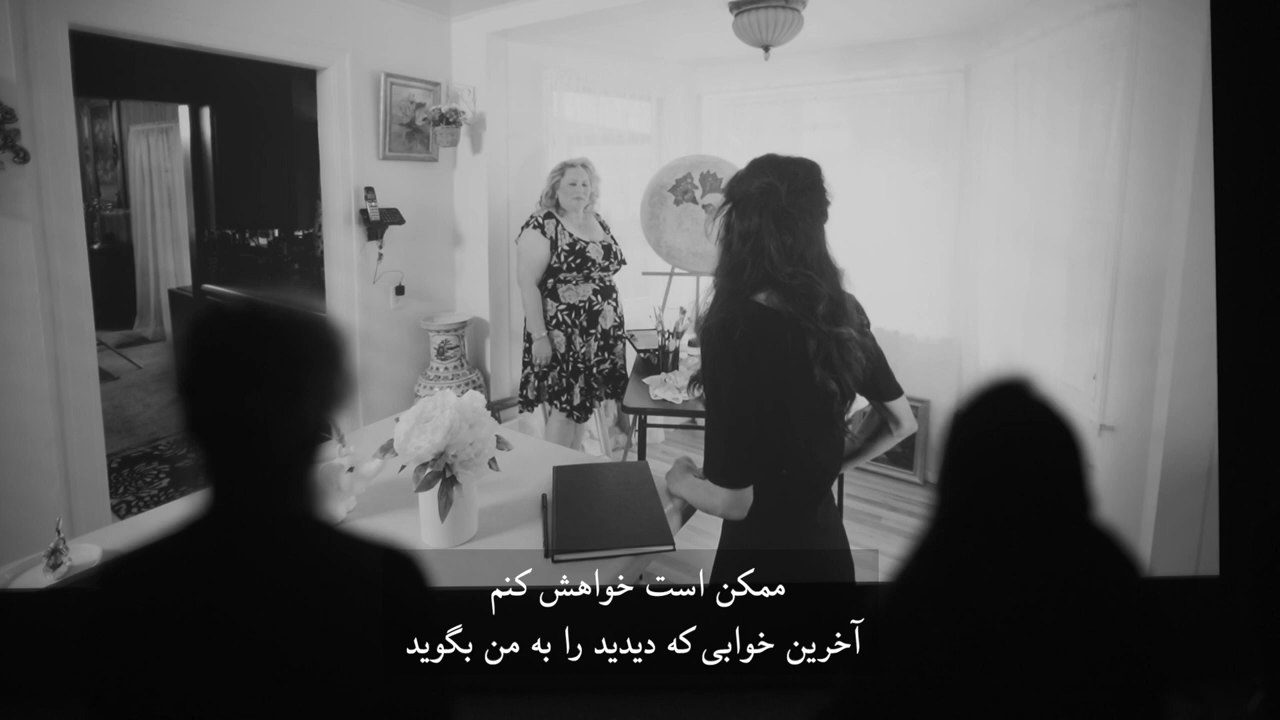 ممکن است خواهش کنم
آخرین خوابی که دیدید را به من بگوید